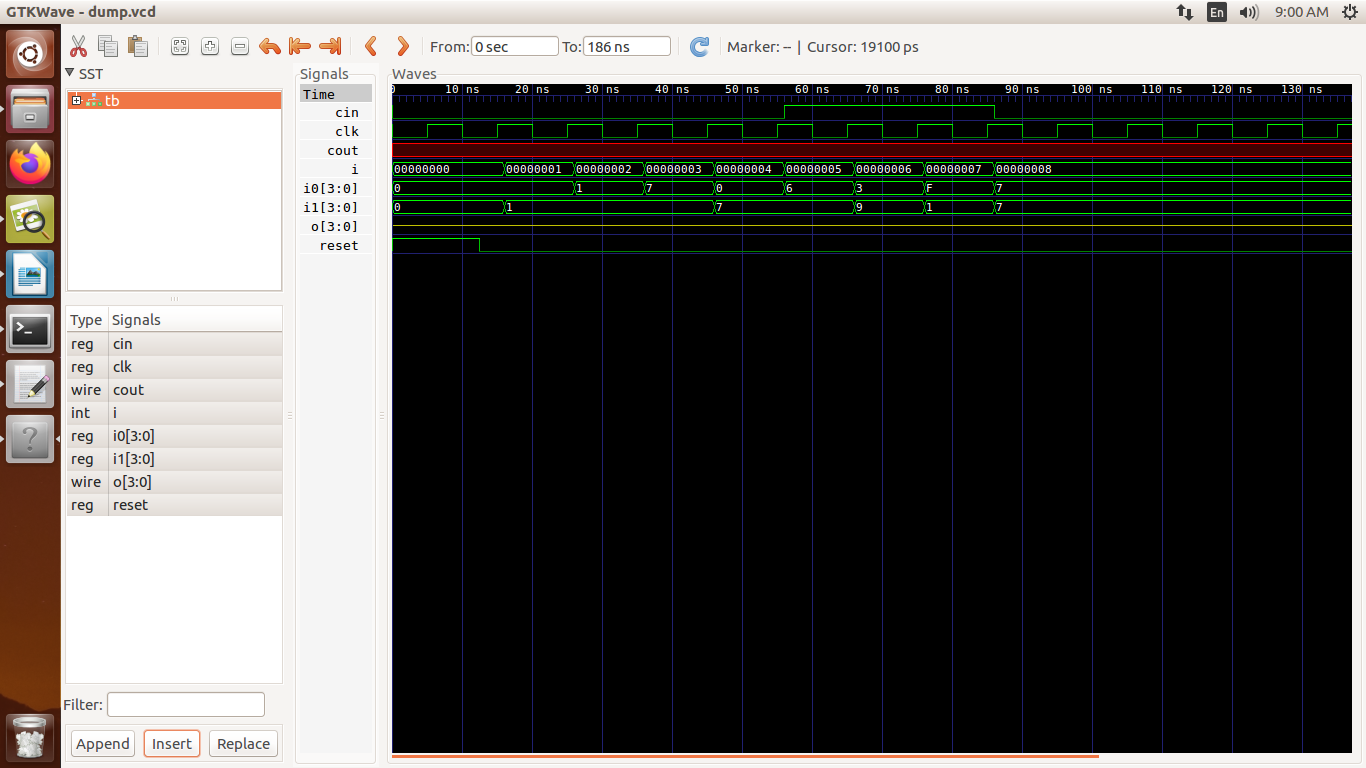 GTKWave - dump.vcd
En
9:00 AM
From: 0 sec To: 186 ns Marker: -- | Cursor: 19100 ps
SST
tb
Type Signals
reg cin
reg clk
wire cout
int i
reg i0[3:0]
reg i1[3:0]
wire o[3:0]
reg reset
Filter:
Append Insert Replace
Signals
Time
cin
clk
cout
i
i0[3:0]
i1[3:0]
o[3:0]
reset
Waves
0 10 ns 20 ns 30 ns 40 ns 50 ns 60 ns 70 ns 80 ns 90 ns 100 ns 110 ns 120 ns 130 ns
00000000 00000001 00000002 00000003 00000004 00000005 00000006 00000007 00000008
0 1 7 0 6 3 F 7
0 1 7 9 1 7